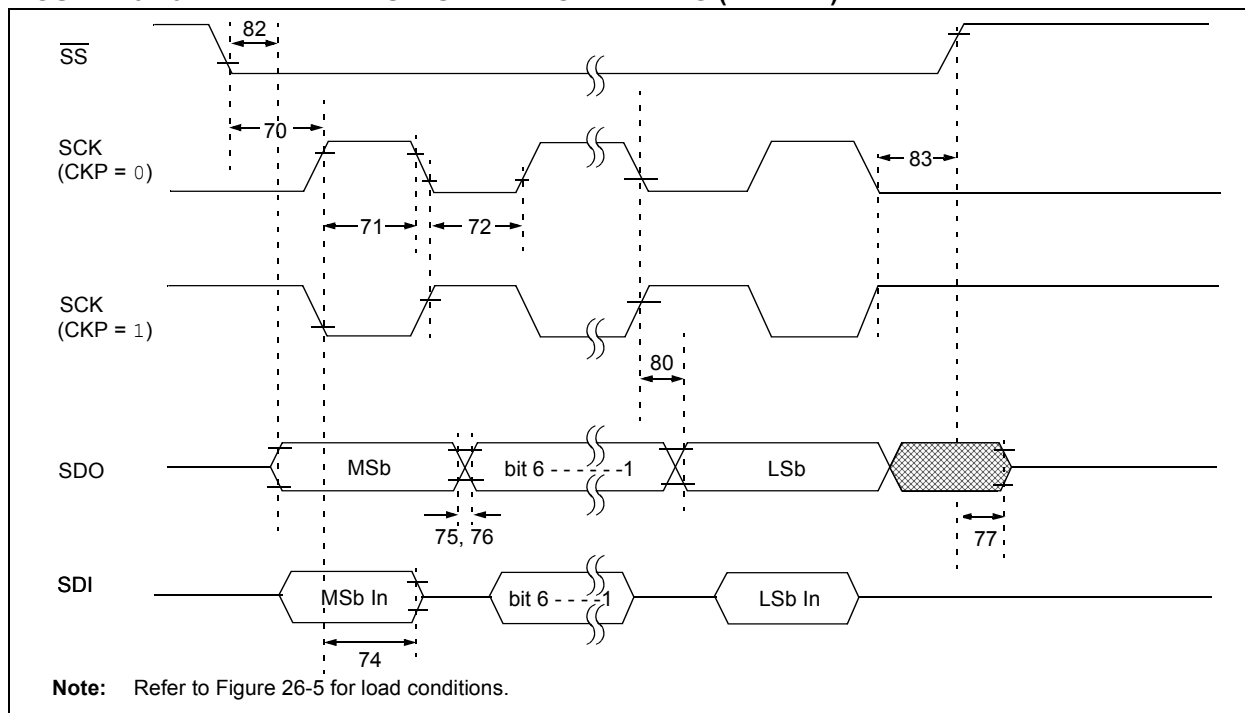 82
SS
70
SCK
(CKP = 0)
83
71
72
SCK
(CKP = 1)
80
SDO
MSb
bit 6 - - - - - -1
LSb
75, 76
77
SDI
MSb In
bit 6 - - - -1
LSb In
74
Note: Refer to Figure 26-5 for load conditions.